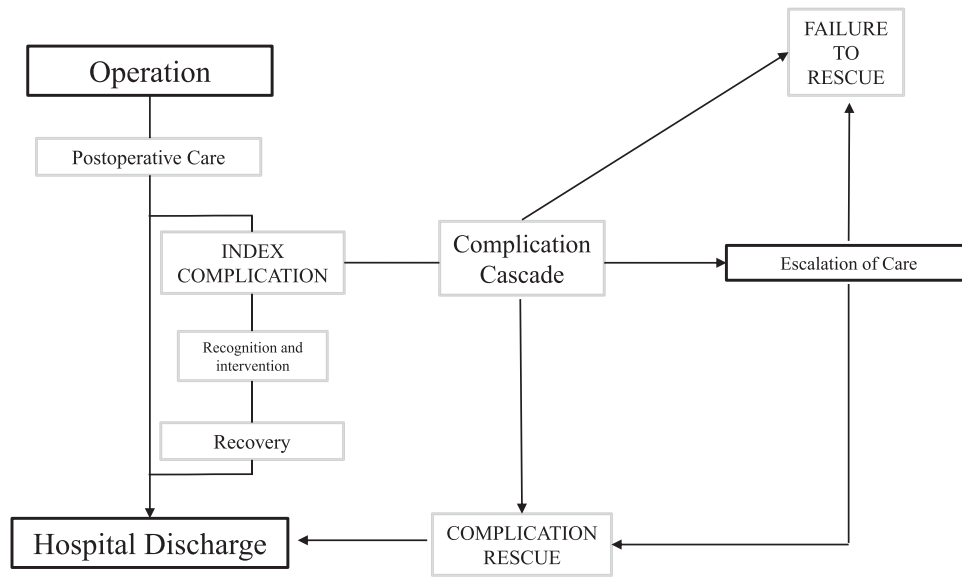 Operation
Postoperative Care
INDEX
COMPLICATION
Recognition and
intervention
Recovery
Hospital Discharge
Complication
Cascade
COMPLICATION
RESCUE
FAILURE
TO
RESCUE
Escalation of Care